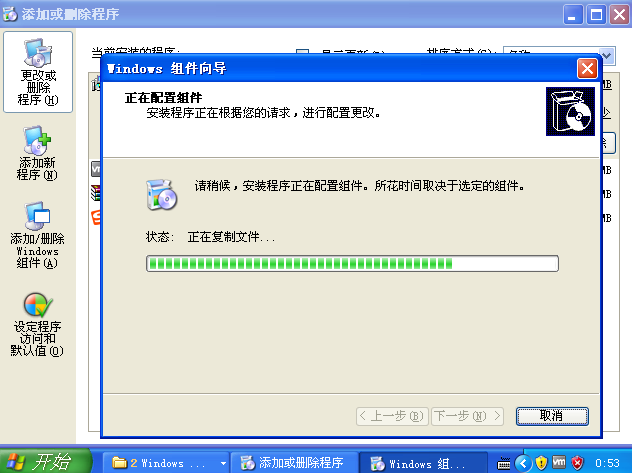 添加或删除程序
更改或
删除
程序(H)
添加新
程序(N)
添加/删除
Windows
组件(A)
设定程序
访问和
默认值(O)
Windows 组件向导
正在配置组件
安装程序正在根据您的请求，进行配置更改。
请稍候，安装程序正在配置组件。所花时间取决于选定的组件。
状态: 正在复制文件...
< 上一步(B) 下一步(N) > 取消
MB
MB
MB
MB
开始 2 Windows ... 添加或删除程序 Windows 组... 0:53